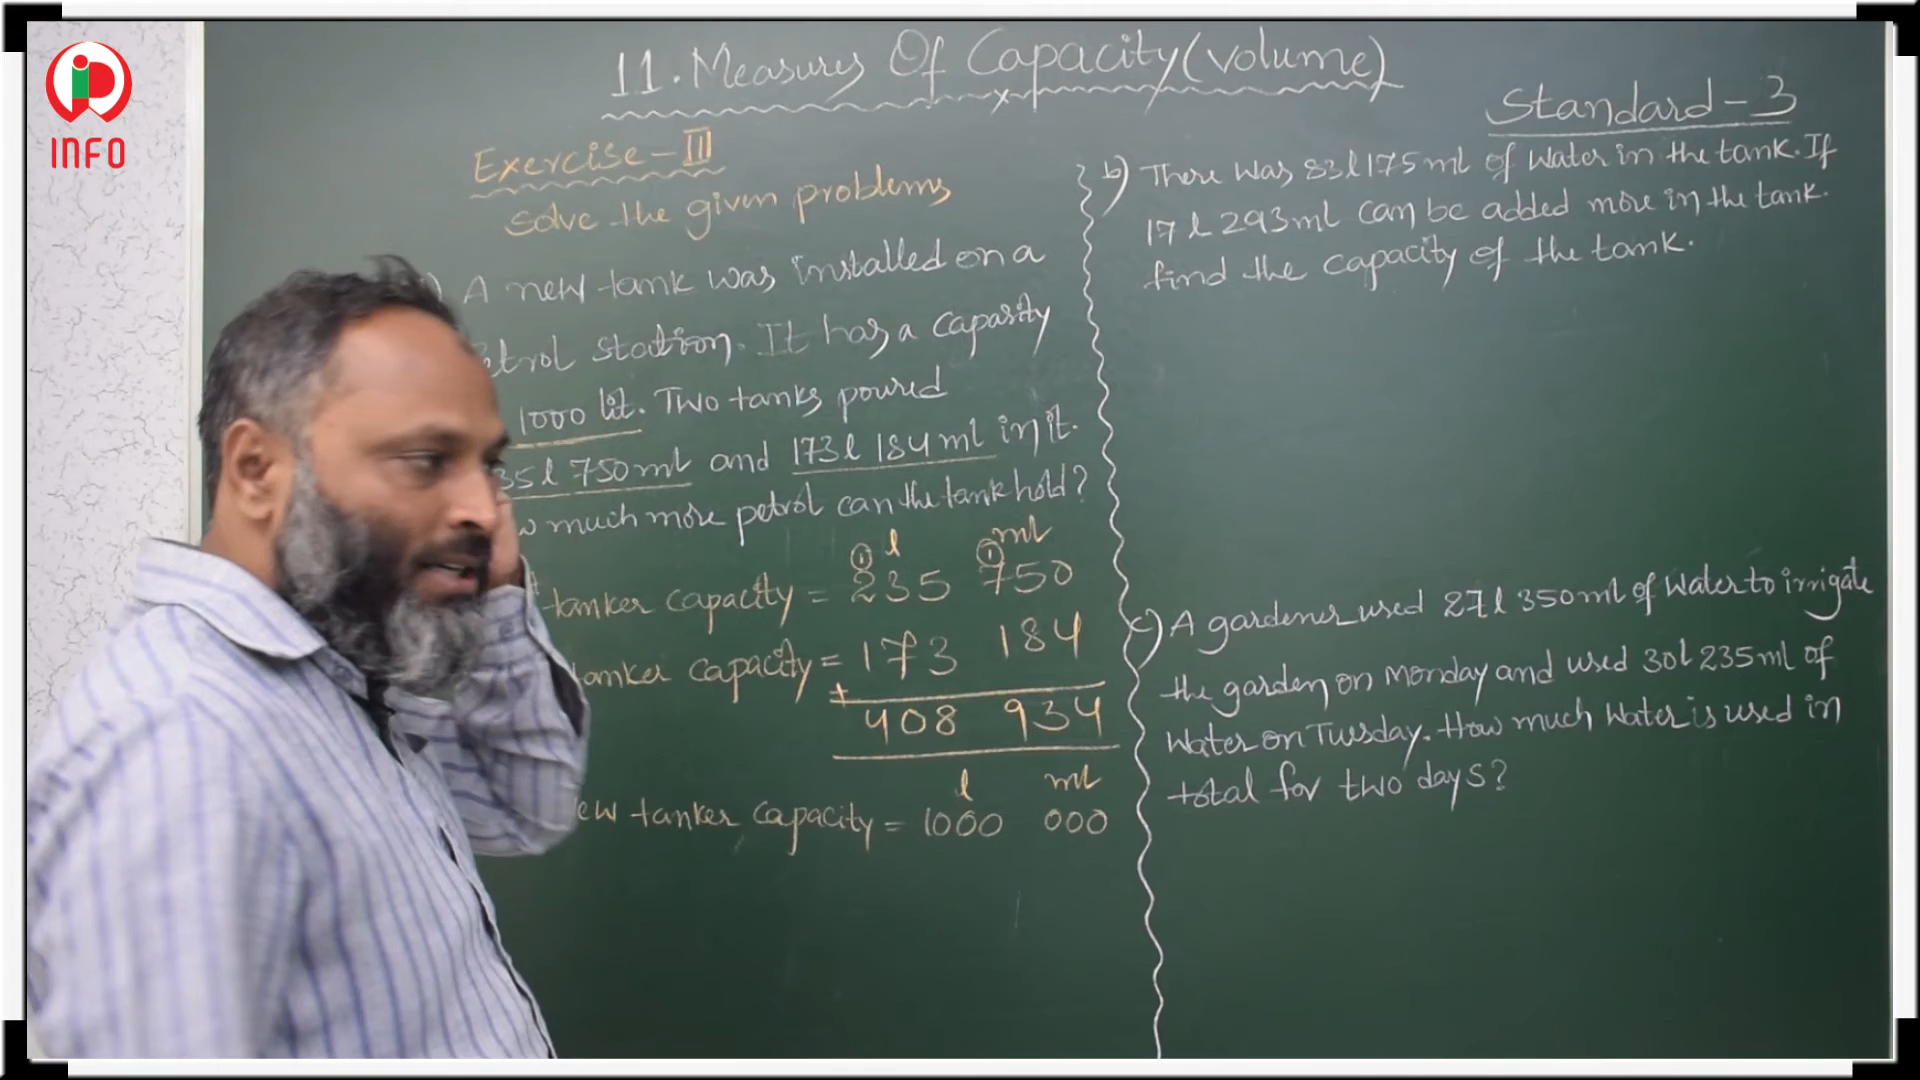 INFO
11. Measures Of Capacity (volume)
Standard - 3
Exercise - III
solve the given problems
A new tank was installed on a
trol station. It has a capasity
1000 lit. Two tanks poured
35 l 750 ml and 173 l 184 ml in it.
much more petrol can the tank hold?
l ml
1 1
tanker capacity = 235 750
tanker capacity = 173 184
+
408 934
l ml
ew tanker capacity = 1000 000
b) There was 83 l 175 ml of water in the tank. If
17 l 293 ml can be added more in the tank.
find the capacity of the tank.
c) A gardener used 27 l 350 ml of water to irrigate
the garden on Monday and used 30 l 235 ml of
water on Tuesday. How much water is used in
total for two days?